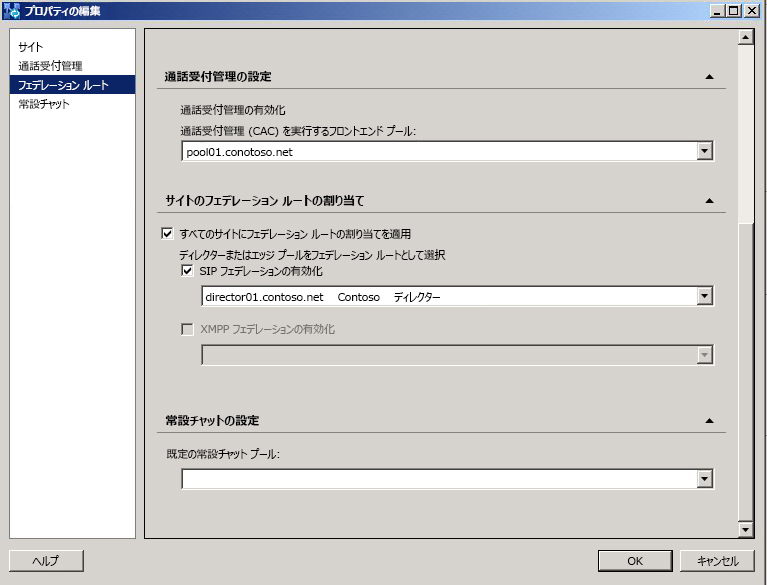 プロパティの編集
サイト
通話受付管理
フェデレーション ルート
常設チャット
通話受付管理の設定
通話受付管理の有効化
通話受付管理 (CAC) を実行するフロントエンド プール:
pool01.conotoso.net
サイトのフェデレーション ルートの割り当て
すべてのサイトにフェデレーション ルートの割り当てを適用
ディレクターまたはエッジ プールをフェデレーション ルートとして選択
SIP フェデレーションの有効化
director01.contoso.net Contoso ディレクター
XMPP フェデレーションの有効化
常設チャットの設定
既定の常設チャット プール:
ヘルプ
OK
キャンセル